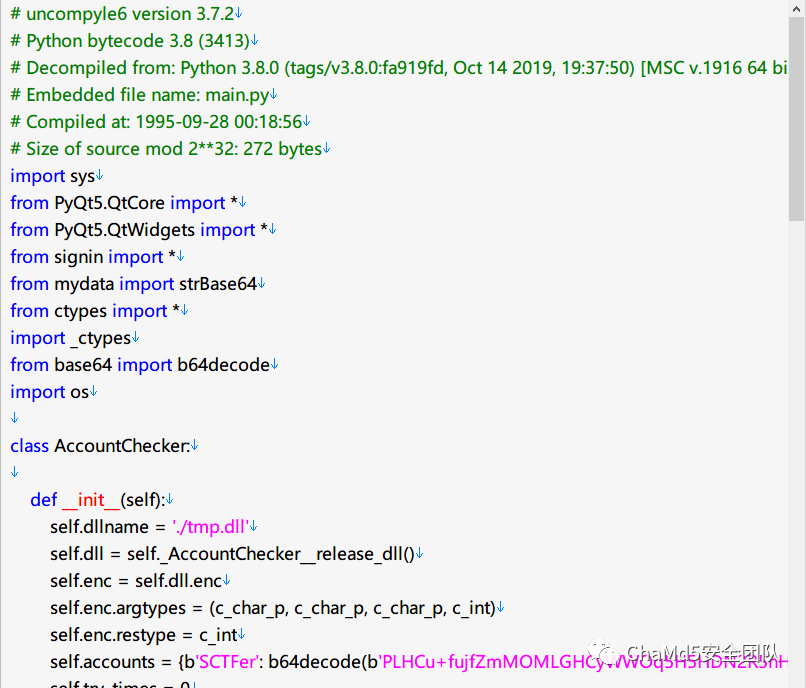 # uncompyle6 version 3.7.2↓
# Python bytecode 3.8 (3413)↓
# Decompiled from: Python 3.8.0 (tags/v3.8.0:fa919fd, Oct 14 2019, 19:37:50) [MSC v.1916 64 bi
# Embedded file name: main.py↓
# Compiled at: 1995-09-28 00:18:56↓
# Size of source mod 2**32: 272 bytes↓
import sys↓
from PyQt5.QtCore import *↓
from PyQt5.QtWidgets import *↓
from signin import *↓
from mydata import strBase64↓
from ctypes import *↓
import _ctypes↓
from base64 import b64decode↓
import os↓
↓
class AccountChecker:↓
↓
def __init__(self):↓
self.dllname = './tmp.dll'↓
self.dll = self._AccountChecker__release_dll()↓
self.enc = self.dll.enc↓
self.enc.argtypes = (c_char_p, c_char_p, c_char_p, c_int)↓
self.enc.restype = c_int↓
self.accounts = {b'SCTFer': b64decode(b'
self.try_times = 0↓
ChaMd5安全团队